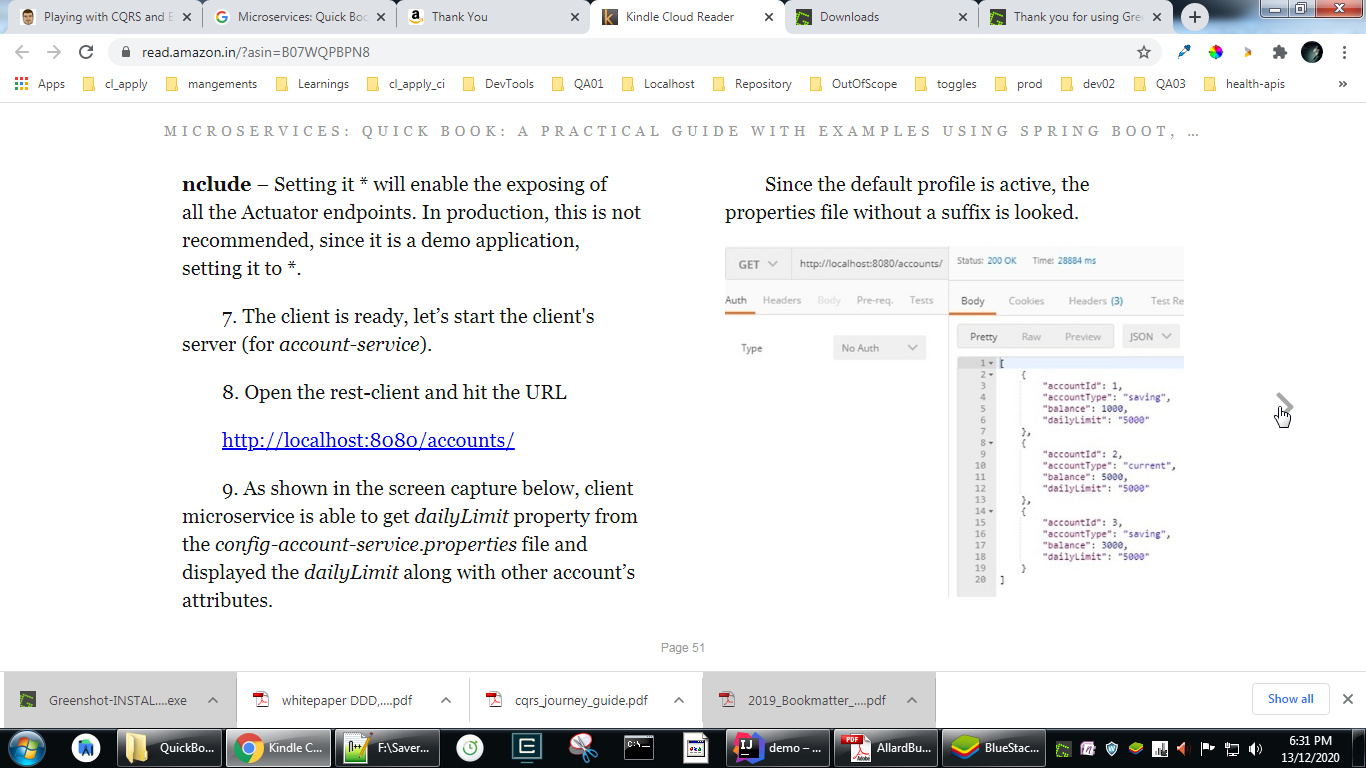 Playing with CQRS and E
Microservices: Quick Boo
Thank You
Kindle Cloud Reader
Downloads
Thank you for using Gre
read.amazon.in/?asin=B07WQPBPN8
Apps
cl_apply
mangements
Learnings
cl_apply_ci
DevTools
QA01
Localhost
Repository
OutOfScope
toggles
prod
dev02
QA03
health-apis
»
MICROSERVICES: QUICK BOOK: A PRACTICAL GUIDE WITH EXAMPLES USING SPRING BOOT, …
nclude – Setting it * will enable the exposing of
all the Actuator endpoints. In production, this is not
recommended, since it is a demo application,
setting it to *.
7. The client is ready, let’s start the client's
server (for account-service).
8. Open the rest-client and hit the URL
http://localhost:8080/accounts/
9. As shown in the screen capture below, client
microservice is able to get dailyLimit property from
the config-account-service.properties file and
displayed the dailyLimit along with other account’s
attributes.
Since the default profile is active, the
properties file without a suffix is looked.
GET
http://localhost:8080/accounts/
Status: 200 OK Time: 28884 ms
Auth Headers Body Pre-req. Tests
Body Cookies Headers (3) Test Re
Type
No Auth
Pretty Raw Preview JSON
1 [
2 {
3 "accountId": 1,
4 "accountType": "saving",
5 "balance": 1000,
6 "dailyLimit": "5000"
7 },
8 {
9 "accountId": 2,
10 "accountType": "current",
11 "balance": 5000,
12 "dailyLimit": "5000"
13 },
14 {
15 "accountId": 3,
16 "accountType": "saving",
17 "balance": 3000,
18 "dailyLimit": "5000"
19 }
20 ]
Page 51
Greenshot-INSTAL....exe
whitepaper DDD,....pdf
cqrs_journey_guide.pdf
2019_Bookmatter_....pdf
Show all
QuickBo...
Kindle C...
F:\Saver...
demo – ...
AllardBu...
BlueStac...
6:31 PM
13/12/2020